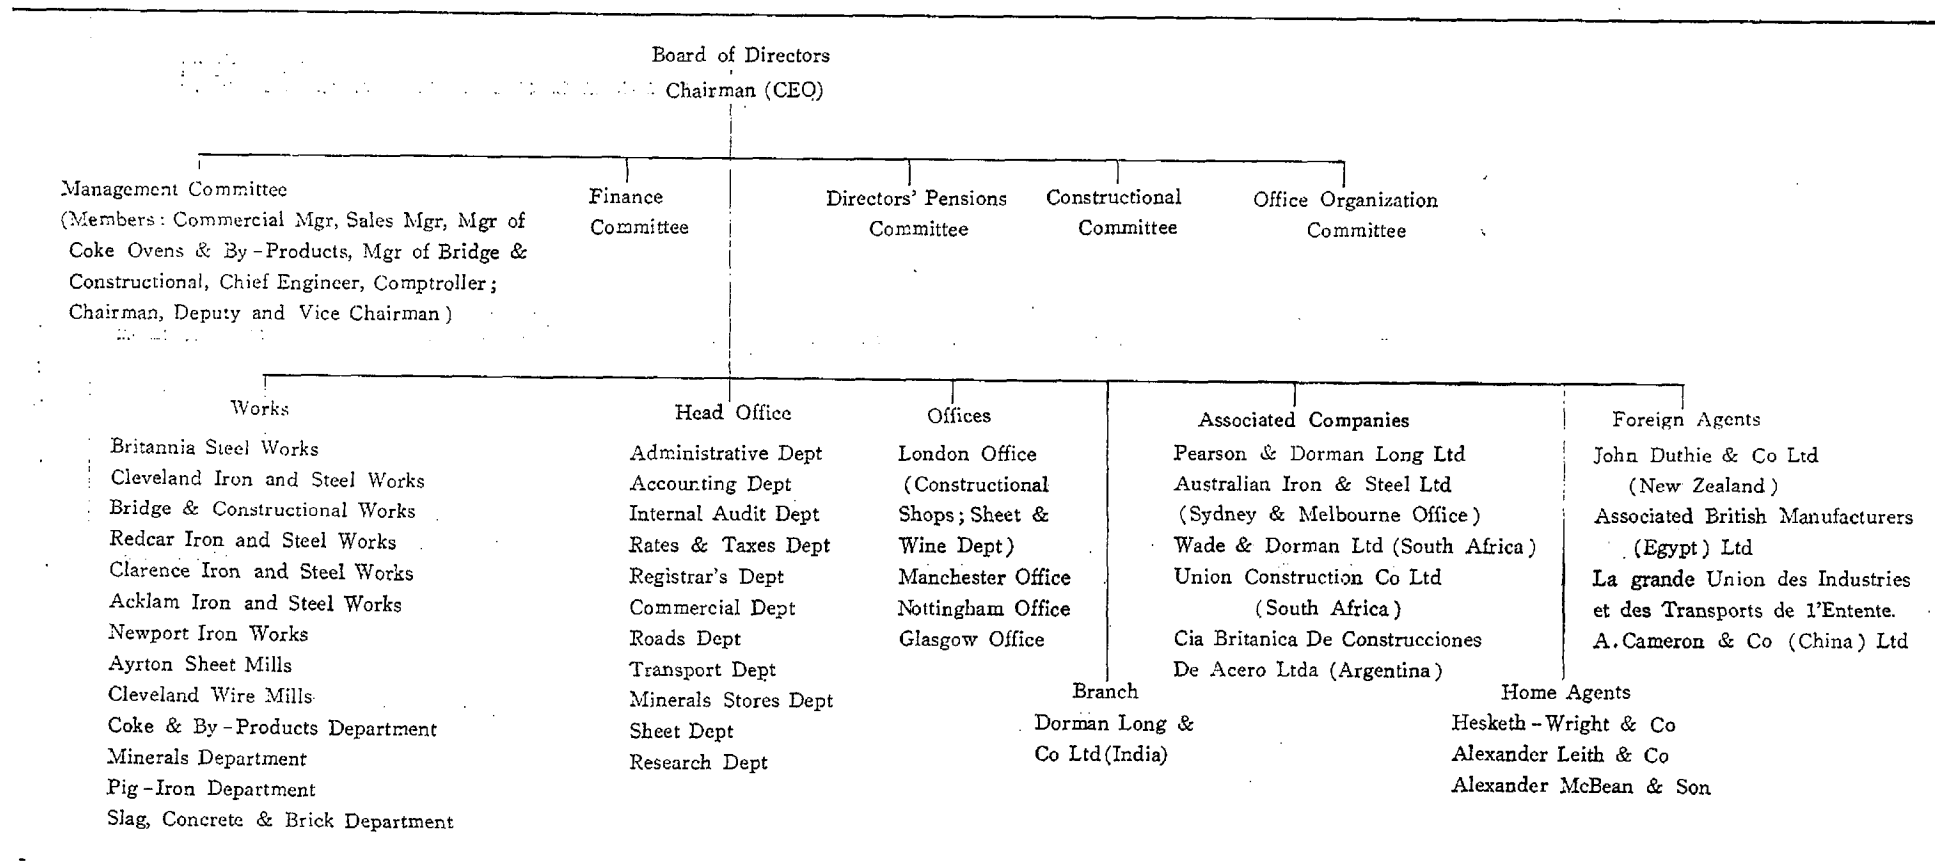 Board of Directors
Chairman (CEO)
Management Committee
(Members: Commercial Mgr, Sales Mgr, Mgr of
Coke Ovens & By-Products, Mgr of Bridge &
Constructional, Chief Engineer, Comptroller;
Chairman, Deputy and Vice Chairman)
Finance
Committee
Directors' Pensions
Committee
Constructional
Committee
Office Organization
Committee
Works
Britannia Steel Works
Cleveland Iron and Steel Works
Bridge & Constructional Works
Redcar Iron and Steel Works
Clarence Iron and Steel Works
Acklam Iron and Steel Works
Newport Iron Works
Ayrton Sheet Mills
Cleveland Wire Mills
Coke & By-Products Department
Minerals Department
Pig-Iron Department
Slag, Concrete & Brick Department
Head Office
Administrative Dept
Accounting Dept
Internal Audit Dept
Rates & Taxes Dept
Registrar's Dept
Commercial Dept
Roads Dept
Transport Dept
Minerals Stores Dept
Sheet Dept
Research Dept
Offices
London Office
(Constructional
Shops; Sheet &
Wine Dept)
Manchester Office
Nottingham Office
Glasgow Office
Branch
Dorman Long &
Co Ltd (India)
Associated Companies
Pearson & Dorman Long Ltd
Australian Iron & Steel Ltd
(Sydney & Melbourne Office)
Wade & Dorman Ltd (South Africa)
Union Construction Co Ltd
(South Africa)
Cia Britanica De Construcciones
De Acero Ltda (Argentina)
Home Agents
Hesketh-Wright & Co
Alexander Leith & Co
Alexander McBean & Son
Foreign Agents
John Duthie & Co Ltd
(New Zealand)
Associated British Manufacturers
(Egypt) Ltd
La grande Union des Industries
et des Transports de l'Entente.
A. Cameron & Co (China) Ltd